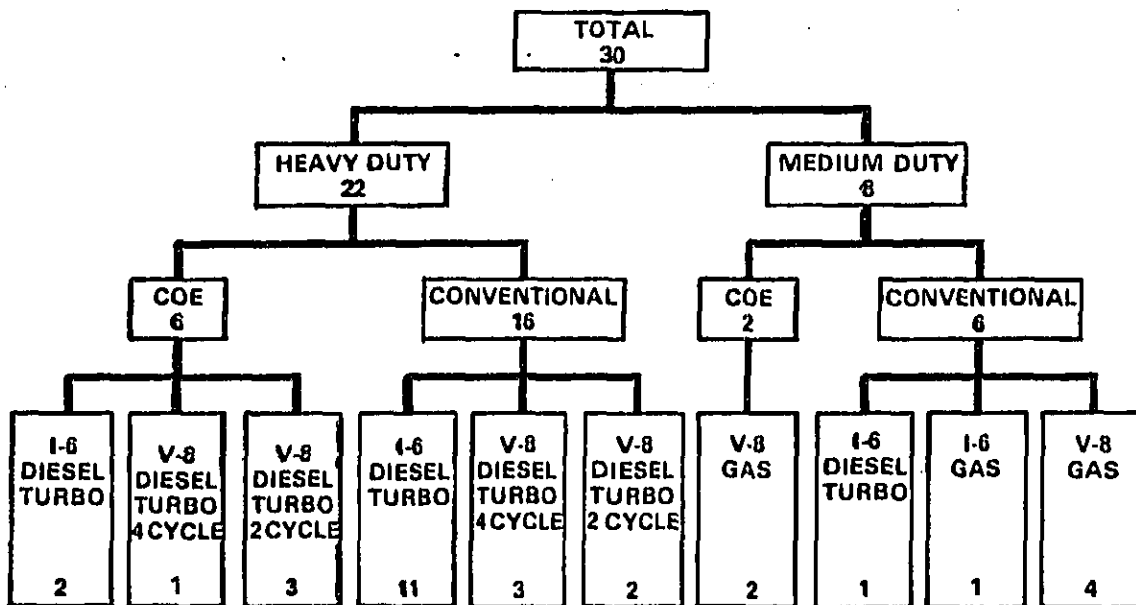 TOTAL
30
HEAVY DUTY
22
MEDIUM DUTY
8
COE
6
CONVENTIONAL
16
COE
2
CONVENTIONAL
6
I-6
DIESEL
TURBO
2
V-8
DIESEL
TURBO
4 CYCLE
1
V-8
DIESEL
TURBO
2 CYCLE
3
I-6
DIESEL
TURBO
11
V-8
DIESEL
TURBO
4 CYCLE
3
V-8
DIESEL
TURBO
2 CYCLE
2
V-8
GAS
2
I-6
DIESEL
TURBO
1
I-6
GAS
1
V-8
GAS
4